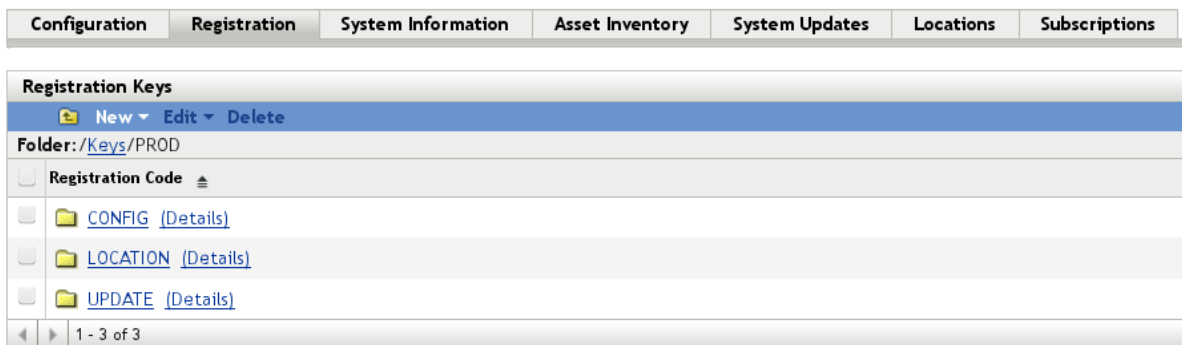 Configuration Registration System Information Asset Inventory System Updates Locations Subscriptions
Registration Keys
New Edit Delete
Folder:/Keys/PROD
Registration Code
CONFIG (Details)
LOCATION (Details)
UPDATE (Details)
1 - 3 of 3